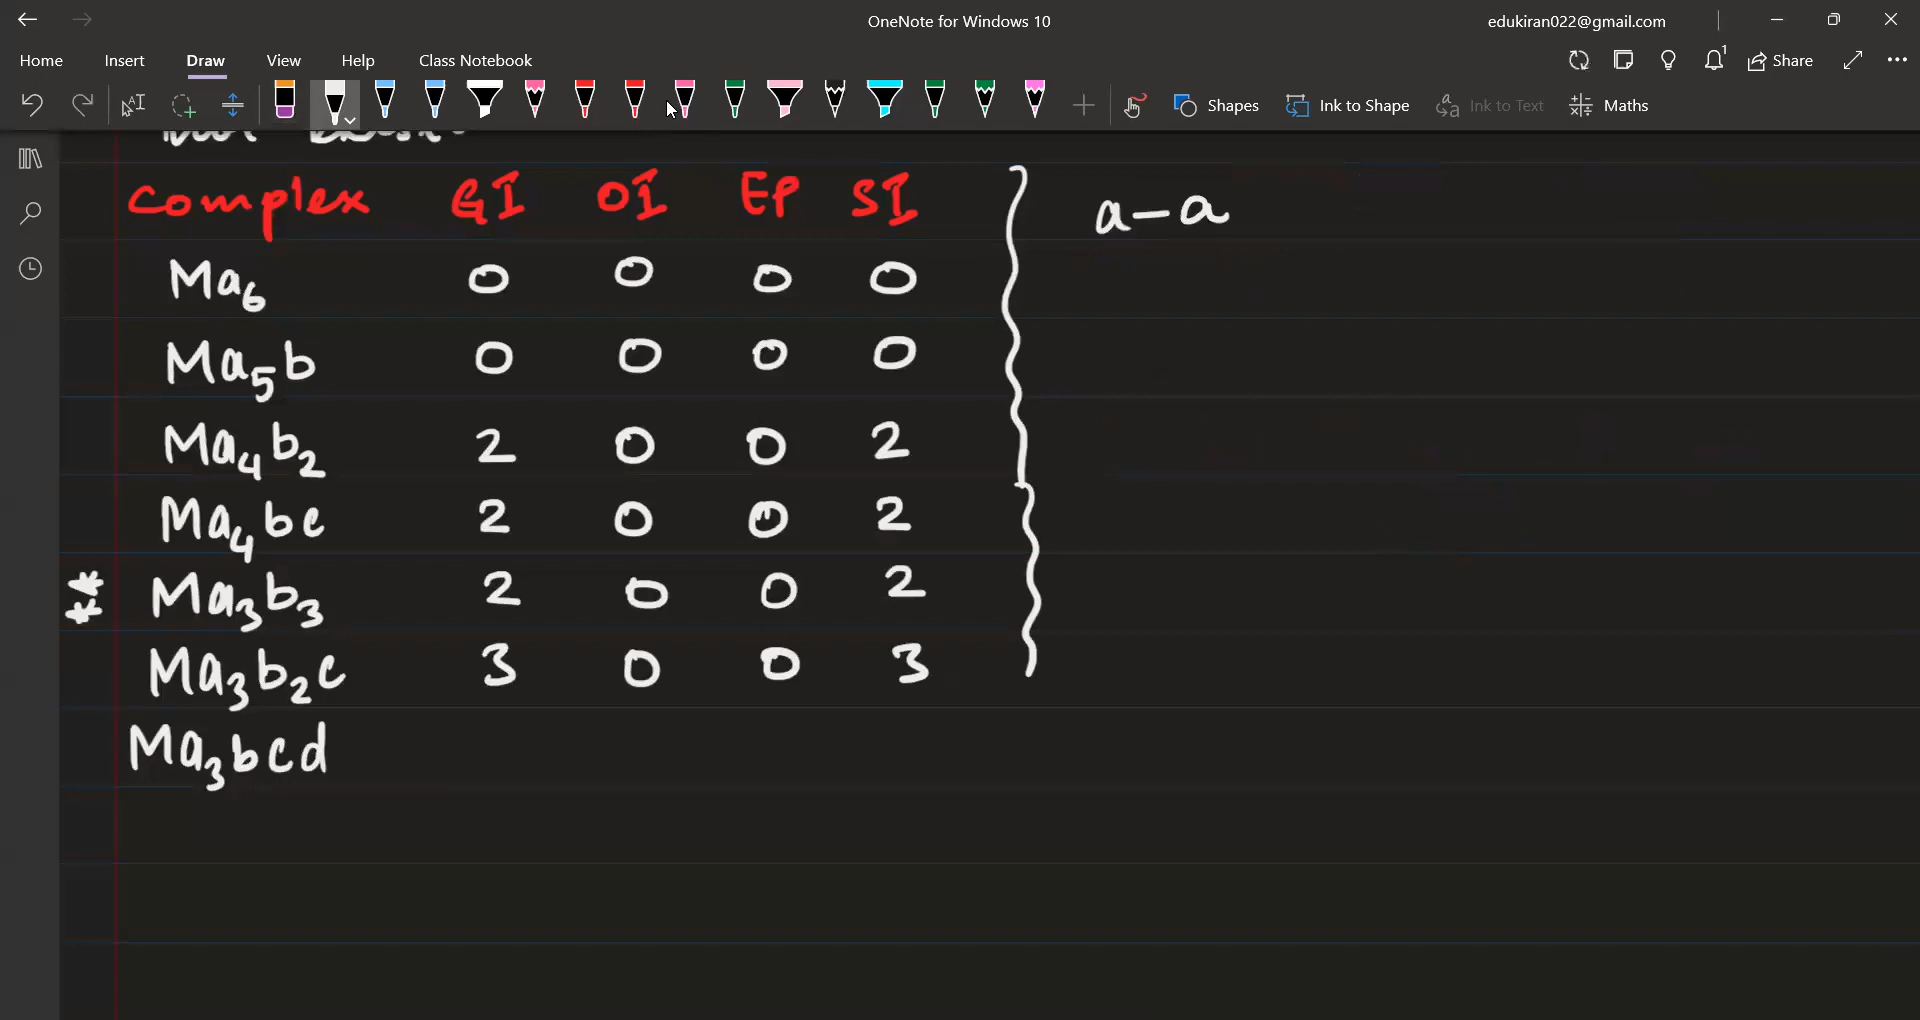 OneNote for Windows 10
edukiran022@gmail.com
Home Insert Draw View Help Class Notebook
1
Share
Shapes Ink to Shape Ink to Text Maths
Complex GI OI EP SI
a-a
Ma₆ 0 0 0 0
Ma₅b 0 0 0 0
Ma₄b₂ 2 0 0 2
Ma₄bc 2 0 0 2
** Ma₃b₃ 2 0 0 2
Ma₃b₂c 3 0 0 3
Ma₃bcd